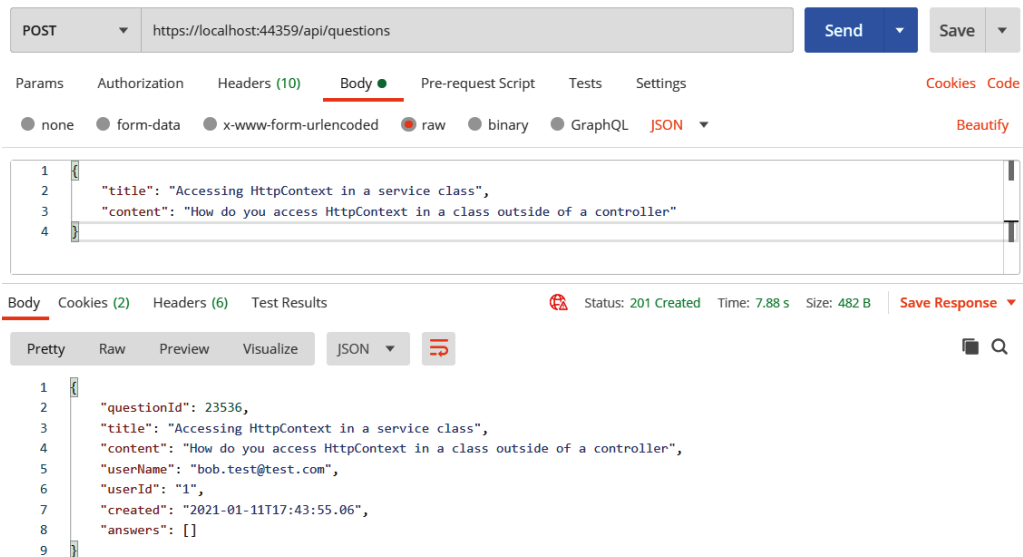 POST https://localhost:44359/api/questions Send Save
Params Authorization Headers (10) Body Pre-request Script Tests Settings Cookies Code
none form-data x-www-form-urlencoded raw binary GraphQL JSON Beautify
1 {
2 "title": "Accessing HttpContext in a service class",
3 "content": "How do you access HttpContext in a class outside of a controller"
4 }
Body Cookies (2) Headers (6) Test Results Status: 201 Created Time: 7.88 s Size: 482 B Save Response
Pretty Raw Preview Visualize JSON
1 {
2 "questionId": 23536,
3 "title": "Accessing HttpContext in a service class",
4 "content": "How do you access HttpContext in a class outside of a controller",
5 "userName": "bob.test@test.com",
6 "userId": "1",
7 "created": "2021-01-11T17:43:55.06",
8 "answers": []
9 }